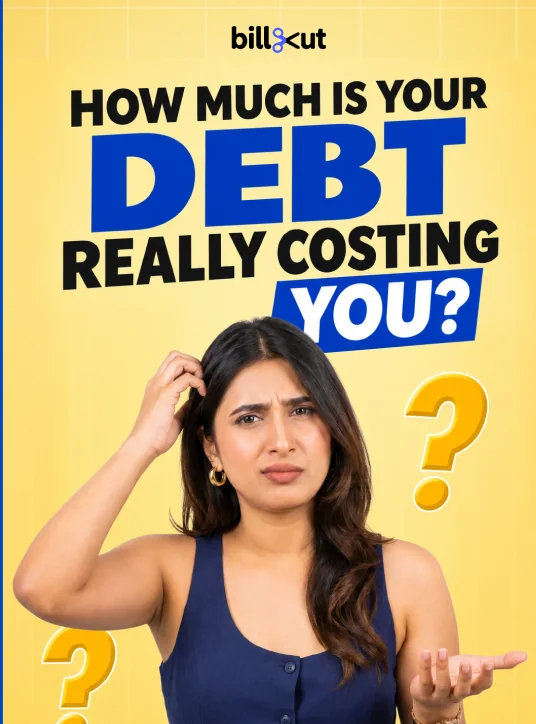 billcut
HOW MUCH IS YOUR
DEBT
REALLY COSTING
YOU?
?
?